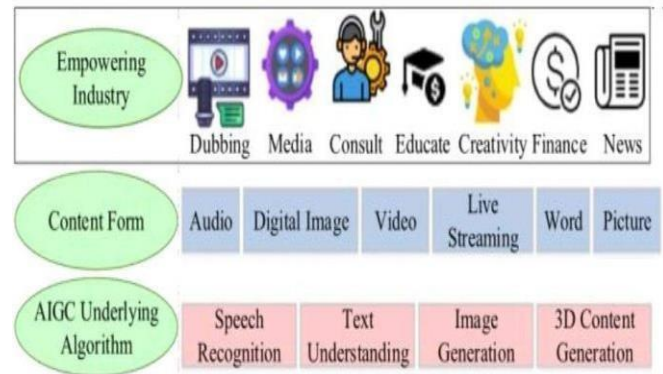 Empowering
Industry
Dubbing Media Consult Educate Creativity Finance News
Content Form
Audio Digital Image Video Live
Streaming Word Picture
AIGC Underlying
Algorithm
Speech
Recognition
Text
Understanding
Image
Generation
3D Content
Generation